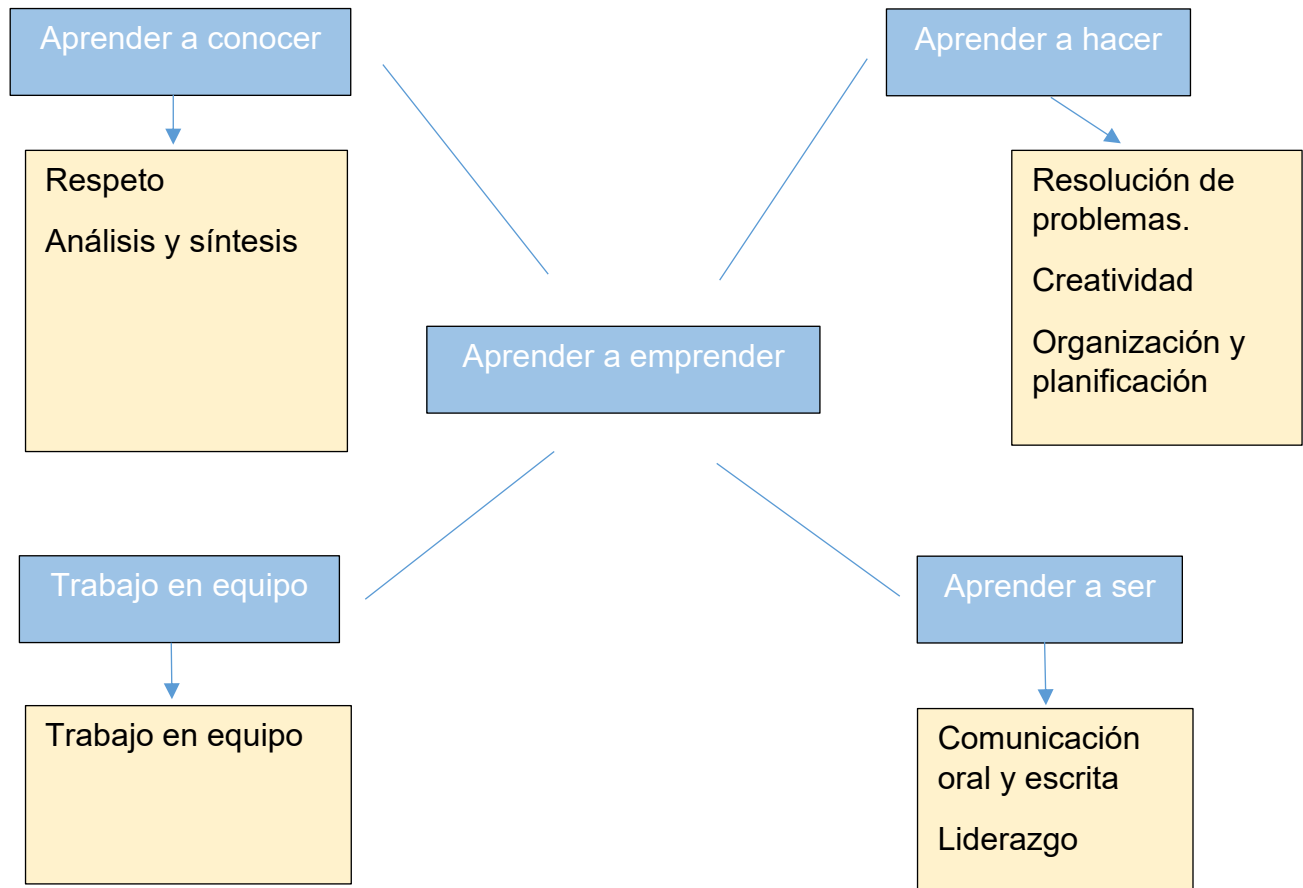 Aprender a conocer
Aprender a hacer
Respeto
Análisis y síntesis
Resolución de
problemas.
Creatividad
Organización y
planificación
Aprender a emprender
Trabajo en equipo
Aprender a ser
Trabajo en equipo
Comunicación
oral y escrita
Liderazgo